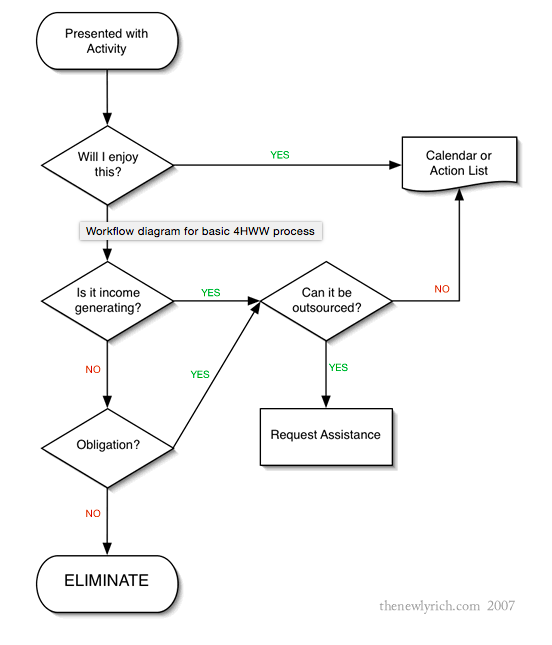 Presented with
Activity
Will I enjoy
this?
YES
Calendar or
Action List
Workflow diagram for basic 4HWW process
Is it income
generating?
YES
Can it be
outsourced?
NO
NO
YES
YES
Obligation?
Request Assistance
NO
ELIMINATE
thenewlyrich.com 2007